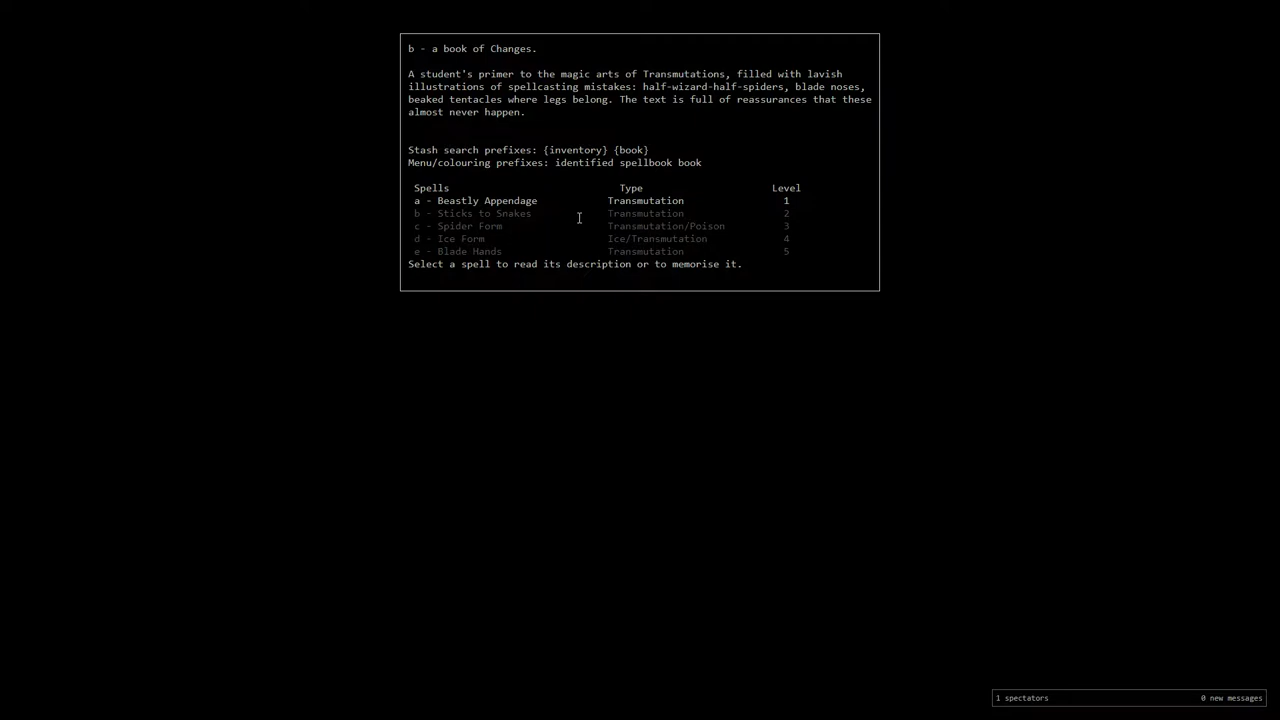 b - a book of Changes.
A student's primer to the magic arts of Transmutations, filled with lavish
illustrations of spellcasting mistakes: half-wizard-half-spiders, blade noses,
beaked tentacles where legs belong. The text is full of reassurances that these
almost never happen.
Stash search prefixes: {inventory} {book}
Menu/colouring prefixes: identified spellbook book
Spells Type Level
a - Beastly Appendage Transmutation 1
b - Sticks to Snakes Transmutation 2
c - Spider Form Transmutation/Poison 3
d - Ice Form Ice/Transmutation 4
e - Blade Hands Transmutation 5
Select a spell to read its description or to memorise it.
1 spectators 0 new messages